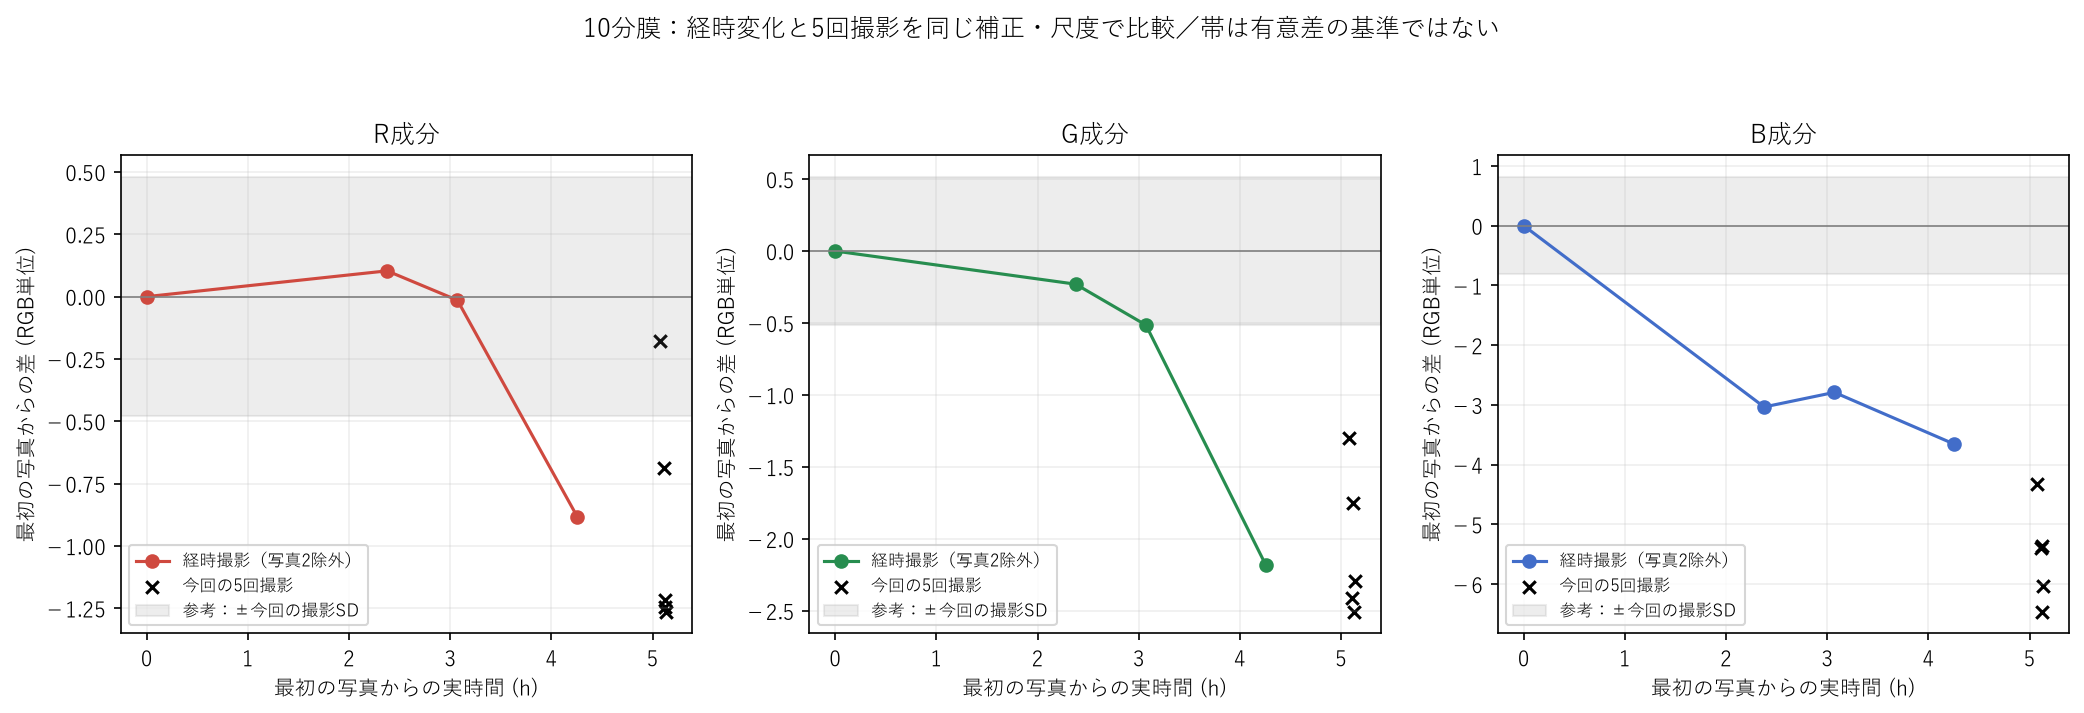 10分膜：経時変化と5回撮影を同じ補正・尺度で比較／帯は有意差の基準ではない
R成分
最初の写真からの差 (RGB単位)
0.50
0.25
0.00
−0.25
−0.50
−0.75
−1.00
−1.25
経時撮影（写真2除外）
今回の5回撮影
参考：±今回の撮影SD
0 1 2 3 4 5
最初の写真からの実時間 (h)
G成分
最初の写真からの差 (RGB単位)
0.5
0.0
−0.5
−1.0
−1.5
−2.0
−2.5
経時撮影（写真2除外）
今回の5回撮影
参考：±今回の撮影SD
0 1 2 3 4 5
最初の写真からの実時間 (h)
B成分
最初の写真からの差 (RGB単位)
1
0
−1
−2
−3
−4
−5
−6
経時撮影（写真2除外）
今回の5回撮影
参考：±今回の撮影SD
0 1 2 3 4 5
最初の写真からの実時間 (h)